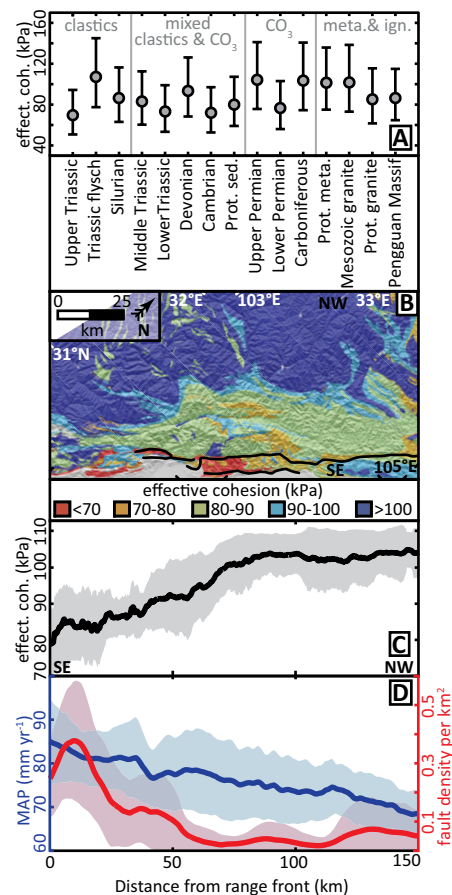 clastics
mixed
clastics & CO3
CO3
meta.& ign.
effect. coh. (kPa)
160
120
80
40
A
Upper Triassic
Triassic flysch
Silurian
Middle Triassic
LowerTriassic
Devonian
Cambrian
Prot. sed.
Upper Permian
Lower Permian
Carboniferous
Prot. meta.
Mesozoic granite
Prot. granite
Pengguan Massif
0 25
km
N
32°E 103°E NW 33°E B
31°N
SE 105°E
effective cohesion (kPa)
<70 70-80 80-90 90-100 >100
effect. coh. (kPa)
110
100
90
80
70
SE NW C
MAP (mm yr-1)
90
80
70
60
D
0.5
0.3
0.1
fault density per km2
0 50 100 150
Distance from range front (km)